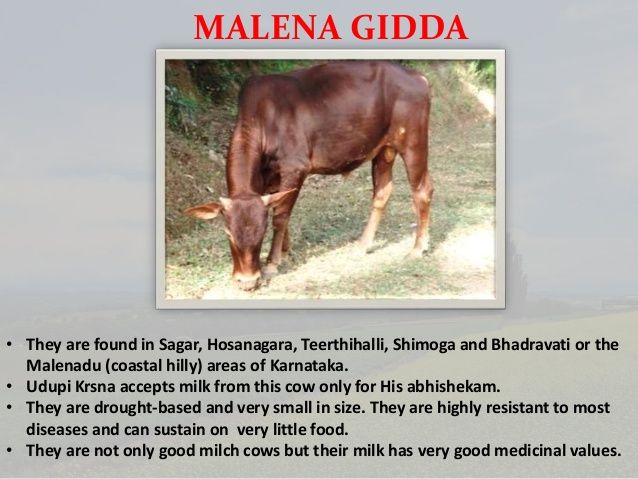 MALENA GIDDA
• They are found in Sagar, Hosanagara, Teerthihalli, Shimoga and Bhadravati or the
Malenadu (coastal hilly) areas of Karnataka.
• Udupi Krsna accepts milk from this cow only for His abhishekam.
• They are drought-based and very small in size. They are highly resistant to most
diseases and can sustain on very little food.
• They are not only good milch cows but their milk has very good medicinal values.